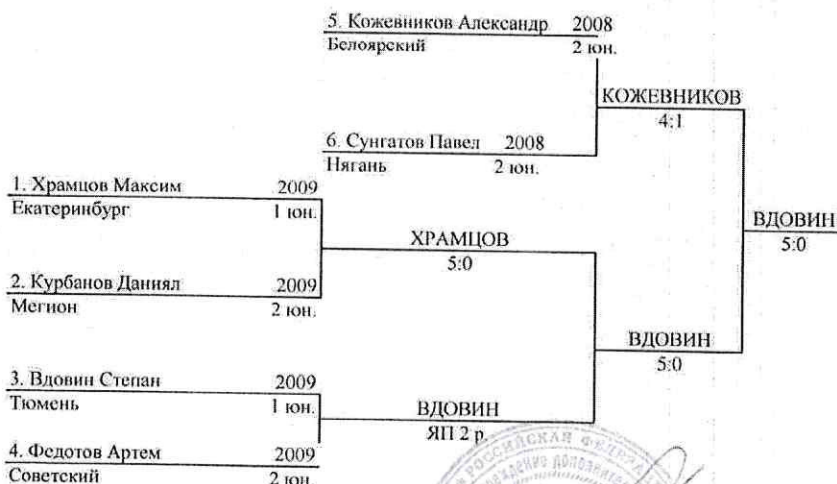 5. Кожевников Александр 2008
Белоярский 2 юн.
КОЖЕВНИКОВ
4:1
6. Сунгатов Павел 2008
Нягань 2 юн.
1. Храмцов Максим 2009
Екатеринбург 1 юн.
ВДОВИН
5:0
ХРАМЦОВ
5:0
2. Курбанов Даниял 2009
Мегион 2 юн.
ВДОВИН
5:0
3. Вдовин Степан 2009
Тюмень 1 юн.
ВДОВИН
ЯП 2 р.
4. Федотов Артем 2009
Советский 2 юн.
РОССИЙСКАЯ